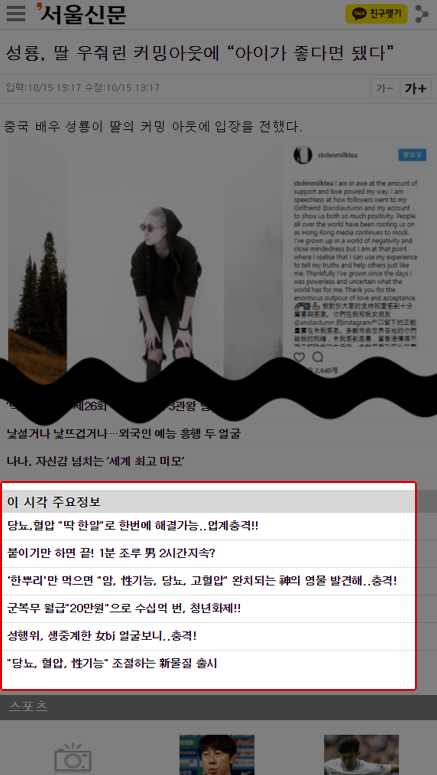 서울신문
TALK 친구맺기
성룡, 딸 우줘린 커밍아웃에 “아이가 좋다면 됐다”
입력:10/15 19:17 수정:10/15 19:17
가- 가+
중국 배우 성룡이 딸의 커밍 아웃에 입장을 전했다.
stolenmilktea 팔로우
stolenmilktea I am in awe at the amount of
support and love poured my way. I am
speechless at how followers went to my
Girlfriend @andiautumn and my account
to show us both so much positivity. People
all over the world have been rooting us on
as Hong Kong media continues to mock.
I've grown up in a world of negativity and
close mindedness but I am at that point
where I realise that I can use my experience
to tell my truths and help others just like
me. Thankfully I've grown since the days I
was powerless and uncertain what the
world has for me. Thank you for the
enormous outpour of love and acceptance.
@andiautumn
2,640개
제26회 3관왕
낯설거나 낯뜨겁거나…외국인 예능 흥행 두 얼굴
나나, 자신감 넘치는 ‘세계 최고 미모’
이 시각 주요정보
당뇨,혈압 "딱 한알"로 한번에 해결가능..업계충격!!
붙이기만 하면 끝! 1분 조루 男 2시간지속?
'한뿌리'만 먹으면 "암, 性기능, 당뇨, 고혈압" 완치되는 神의 영물 발견해..충격!
군복무 월급"20만원"으로 수십억 번, 청년화제!!
성행위, 생중계한 女bj 얼굴보니..충격!
"당뇨, 혈압, 性기능" 조절하는 新물질 출시
스포츠